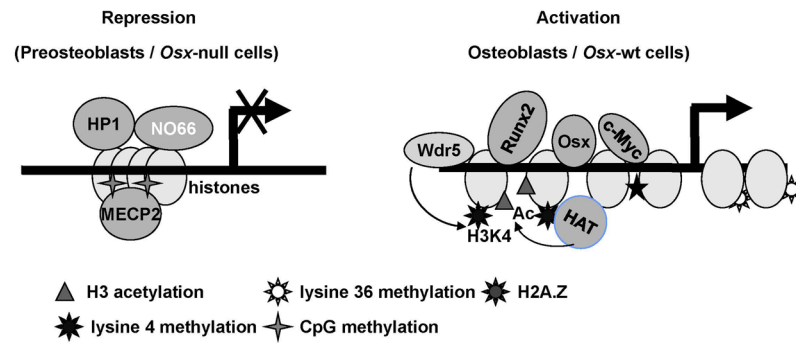 Repression
(Preosteoblasts / Osx-null cells)
HP1
NO66
histones
MECP2
Activation
Osteoblasts / Osx-wt cells)
Wdr5
Runx2
Osx
c-Myc
Ac
HAT
H3K4
H3 acetylation
lysine 36 methylation
H2A.Z
lysine 4 methylation
CpG methylation